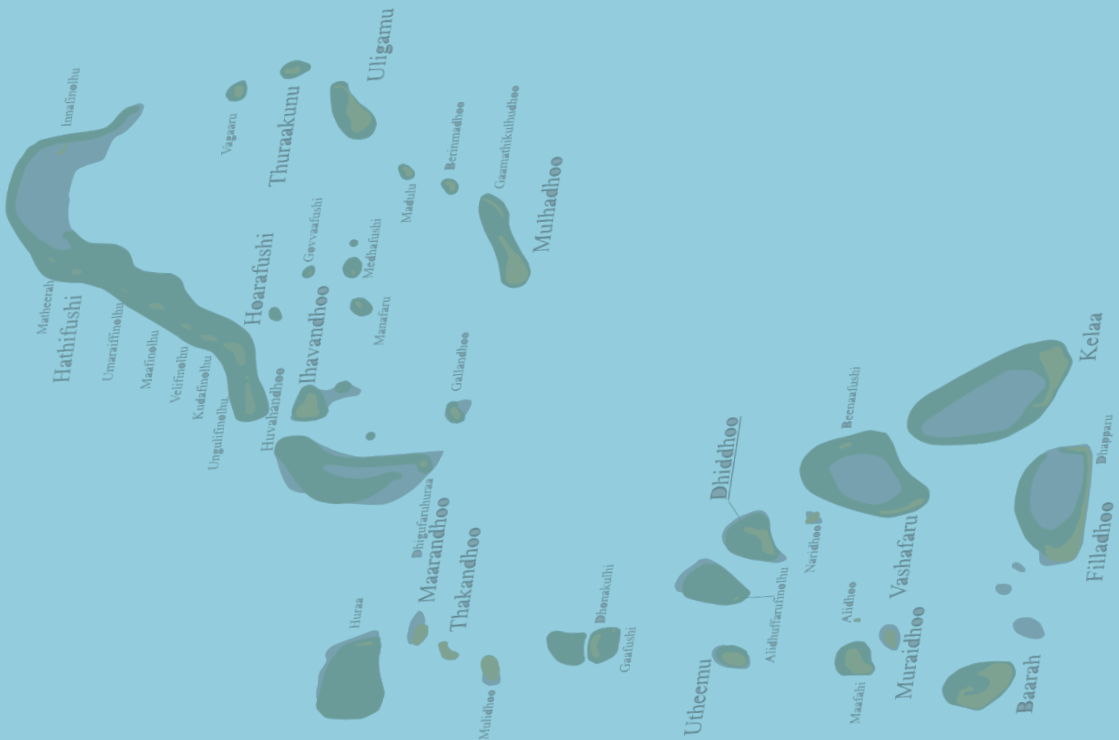 Innafinolhu
Uligamu
Vagaaru
Thuraakunu
Berinmadhoo
Gaamathikulhudhoo
Madulu
Mulhadhoo
Matheerah
Hathifushi
Umaraiffinolhu
Maafinolhu
Velifinolhu
Kudafinolhu
Ungulifinolhu
Hoarafushi
Govvaafushi
Medhafushi
Manafaru
Ihavandhoo
Huvahandhoo
Gallandhoo
Dhigufaruhuraa
Maarandhoo
Thakandhoo
Huraa
Mulidhoo
Dhonakulhi
Gaafushi
Dhiddhoo
Alidhuffarufinolhu
Utheemu
Naridhoo
Beenaafushi
Vashafaru
Kelaa
Dhapparu
Filladhoo
Alidhoo
Maafahi
Muraidhoo
Baarah